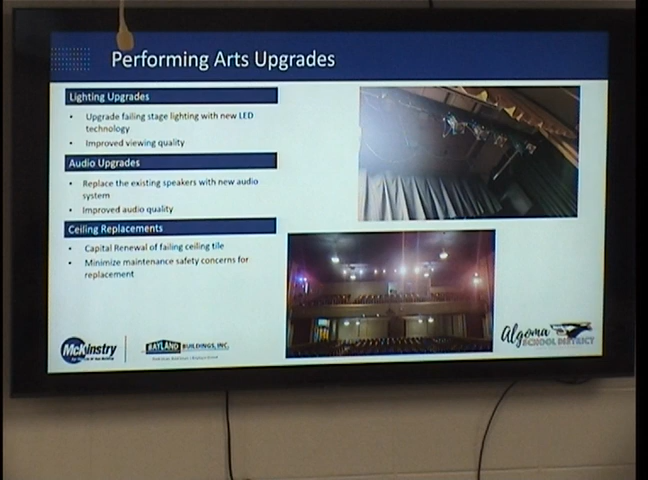 Performing Arts Upgrades
Lighting Upgrades
• Upgrade failing stage lighting with new LED
technology
• Improved viewing quality
Audio Upgrades
• Replace the existing speakers with new audio
system
• Improved audio quality
Ceiling Replacements
• Capital Renewal of failing ceiling tile
• Minimize maintenance safety concerns for
replacement
McKinstry
BAYLAND BUILDINGS, INC.
Algoma
SCHOOL DISTRICT